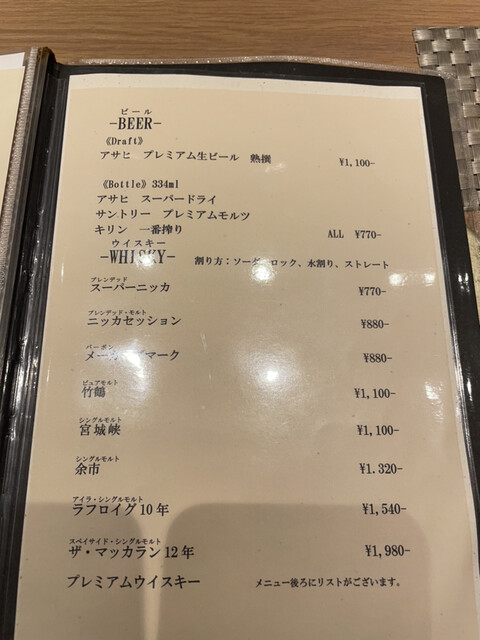 ビール
-BEER-
《Draft》
アサヒ プレミアム生ビール 熟撰 ¥1,100-
《Bottle》334ml
アサヒ スーパードライ
サントリー プレミアムモルツ
キリン 一番搾り ALL ¥770-
ウイスキー
-WHISKY- 割り方:ソーダ、ロック、水割り、ストレート
ブレンデッド
スーパーニッカ ¥770-
ブレンデッド・モルト
ニッカセッション ¥880-
バーボン
メーカーズマーク ¥880-
ピュアモルト
竹鶴 ¥1,100-
シングルモルト
宮城峡 ¥1,100-
シングルモルト
余市 ¥1.320-
アイラ・シングルモルト
ラフロイグ10年 ¥1,540-
スペイサイド・シングルモルト
ザ・マッカラン12年 ¥1,980-
プレミアムウイスキー メニュー後ろにリストがございます。